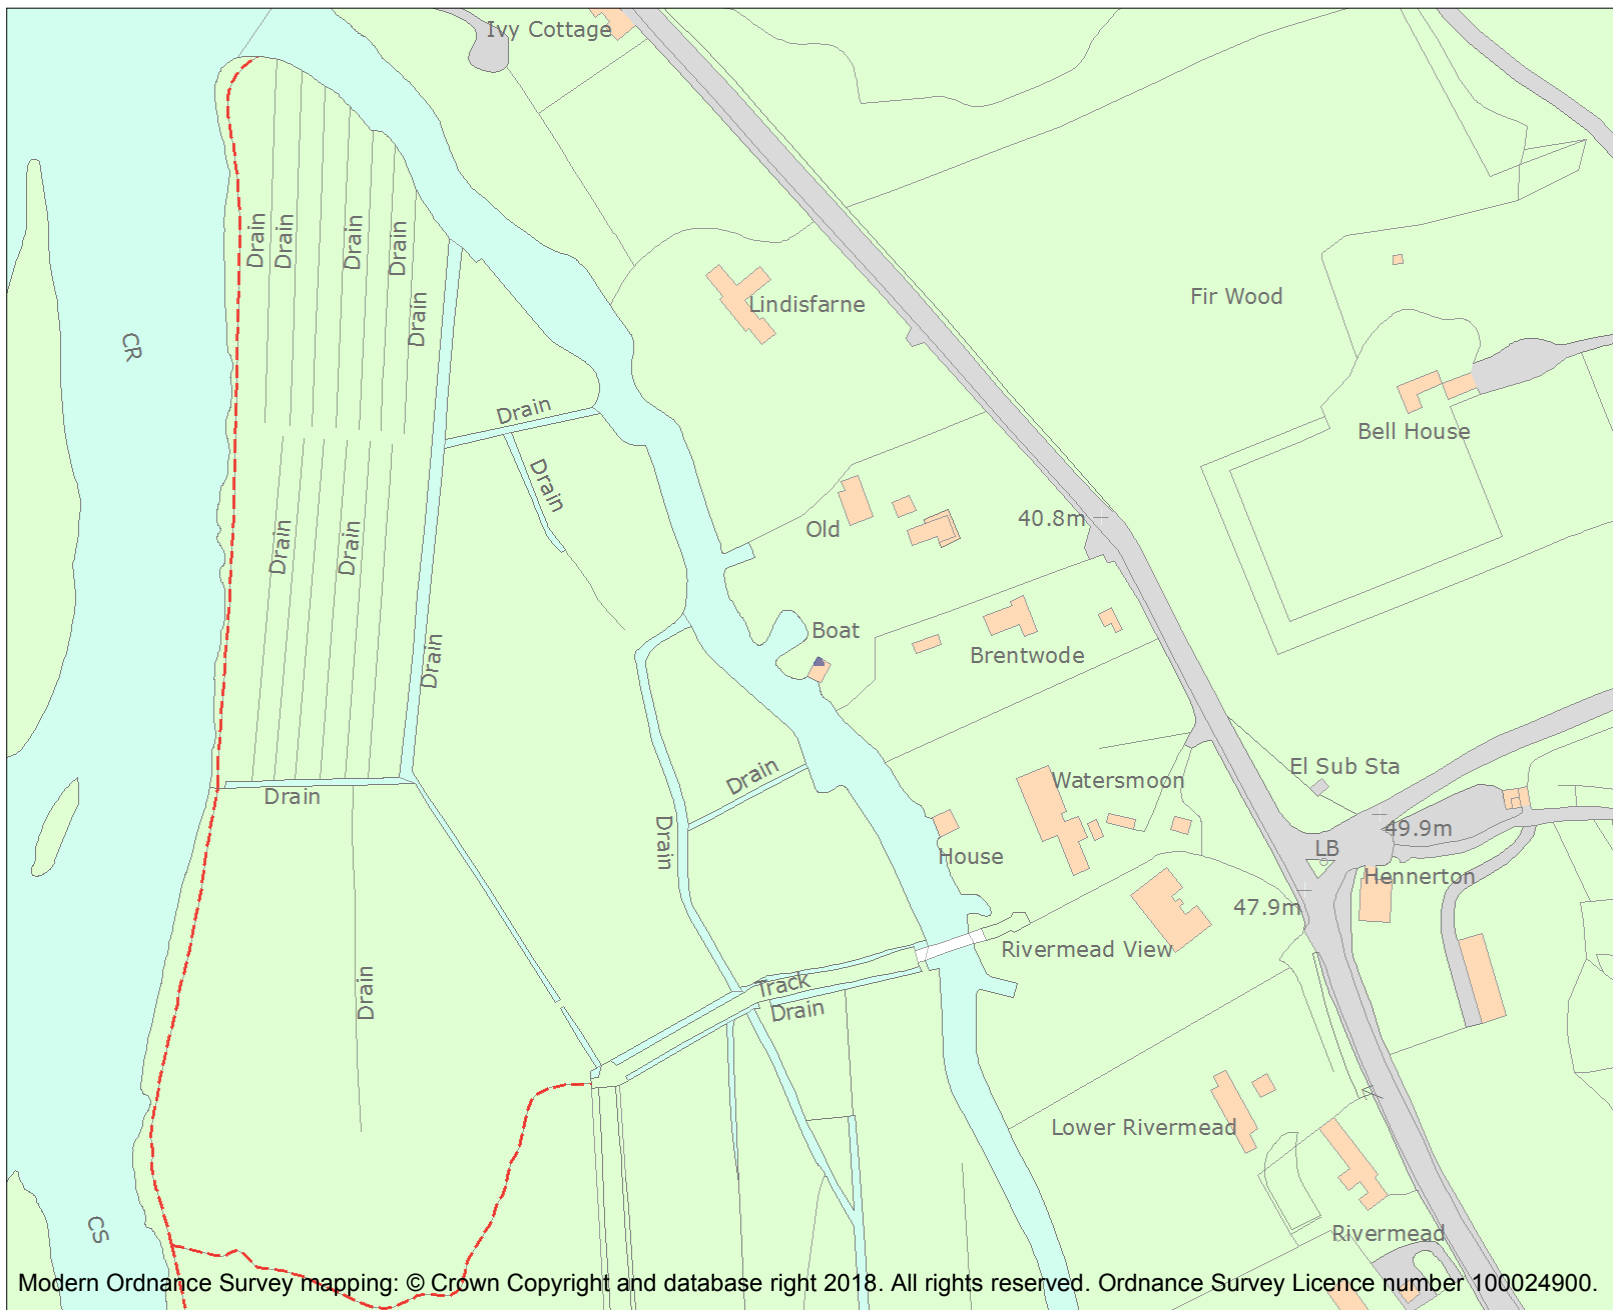 Ivy Cottage
Drain
Drain
Drain
Drain
Drain
Lindisfarne
Fir Wood
CR
Drain
Bell House
Drain
Old
40.8m
Drain
Drain
Boat
Brentwode
Drain
El Sub Sta
Drain
Watersmoon
Drain
49.9m
Drain
House
LB
Hennerton
47.9m
Rivermead View
Drain
Track
Drain
Lower Rivermead
CS
Rivermead
Modern Ordnance Survey mapping: © Crown Copyright and database right 2018. All rights reserved. Ordnance Survey Licence number 100024900.